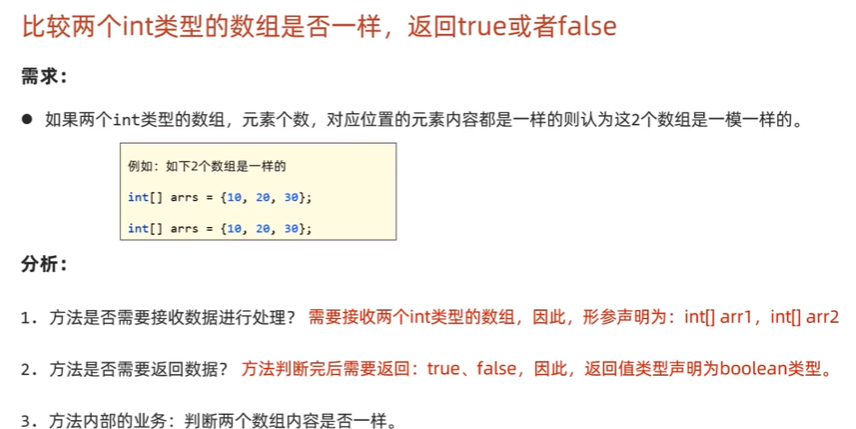 比较两个int类型的数组是否一样，返回true或者false
需求：
● 如果两个int类型的数组，元素个数，对应位置的元素内容都是一样的则认为这2个数组是一模一样的。
例如：如下2个数组是一样的
int[] arrs = {10, 20, 30};
int[] arrs = {10, 20, 30};
分析：
1. 方法是否需要接收数据进行处理？ 需要接收两个int类型的数组，因此，形参声明为：int[] arr1，int[] arr2
2. 方法是否需要返回数据？ 方法判断完后需要返回：true、false，因此，返回值类型声明为boolean类型。
3. 方法内部的业务：判断两个数组内容是否一样。